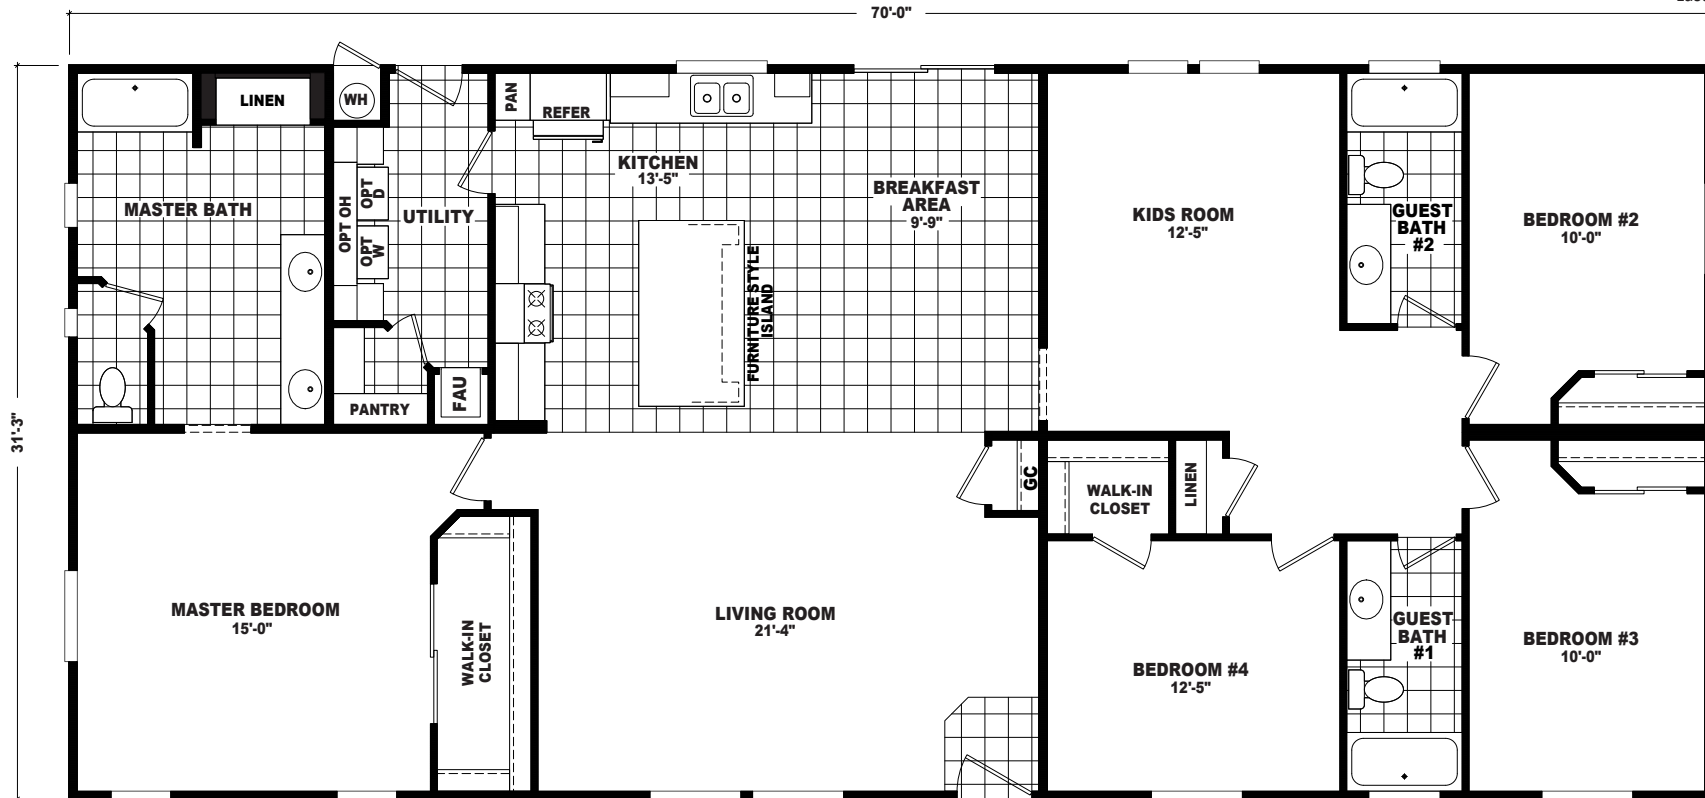 70'-0"
31'-3"
LINEN
WH
PAN
REFER
KITCHEN
13'-5"
BREAKFAST
AREA
9'-9"
MASTER BATH
OPT OH
OPT
D
OPT
W
UTILITY
FURNITURE STYLE
ISLAND
KIDS ROOM
12'-5"
GUEST
BATH
#2
BEDROOM #2
10'-0"
PANTRY
FAU
GC
WALK-IN
CLOSET
LINEN
MASTER BEDROOM
15'-0"
WALK-IN
CLOSET
LIVING ROOM
21'-4"
BEDROOM #4
12'-5"
GUEST
BATH
#1
BEDROOM #3
10'-0"